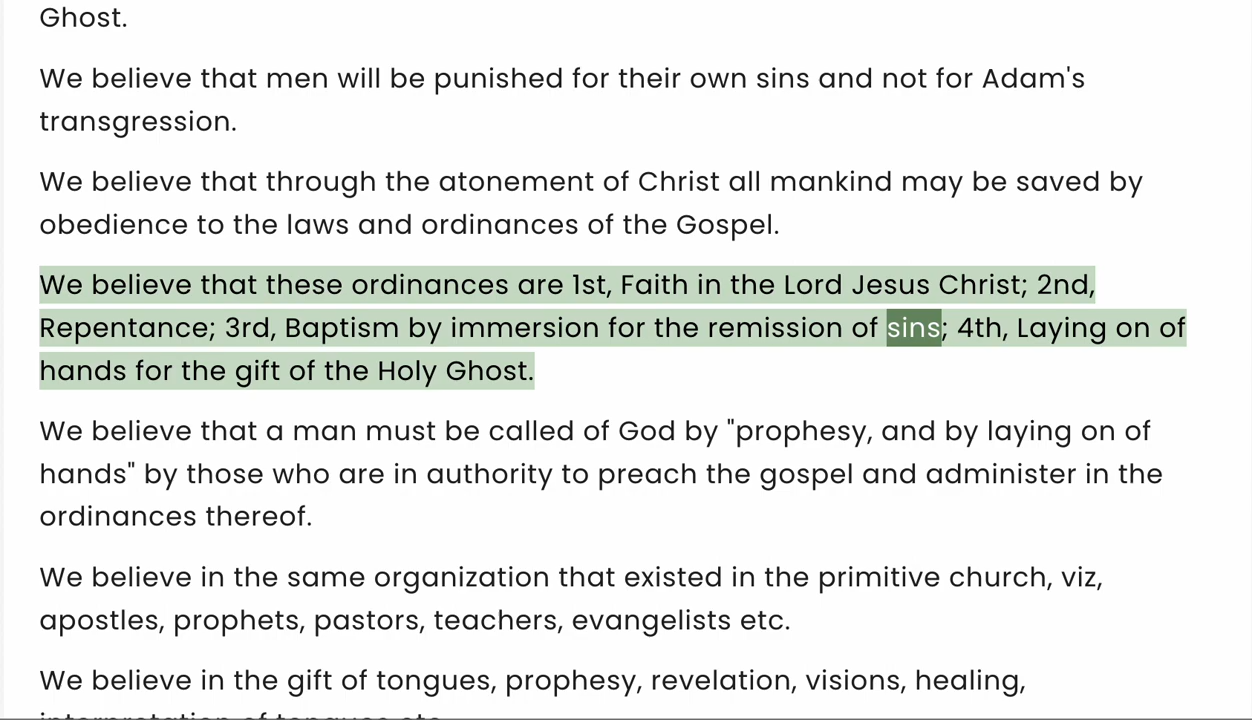 Ghost.
We believe that men will be punished for their own sins and not for Adam's
transgression.
We believe that through the atonement of Christ all mankind may be saved by
obedience to the laws and ordinances of the Gospel.
We believe that these ordinances are 1st, Faith in the Lord Jesus Christ; 2nd,
Repentance; 3rd, Baptism by immersion for the remission of sins; 4th, Laying on of
hands for the gift of the Holy Ghost.
We believe that a man must be called of God by "prophesy, and by laying on of
hands" by those who are in authority to preach the gospel and administer in the
ordinances thereof.
We believe in the same organization that existed in the primitive church, viz,
apostles, prophets, pastors, teachers, evangelists etc.
We believe in the gift of tongues, prophesy, revelation, visions, healing,
interpretation of tongues etc.